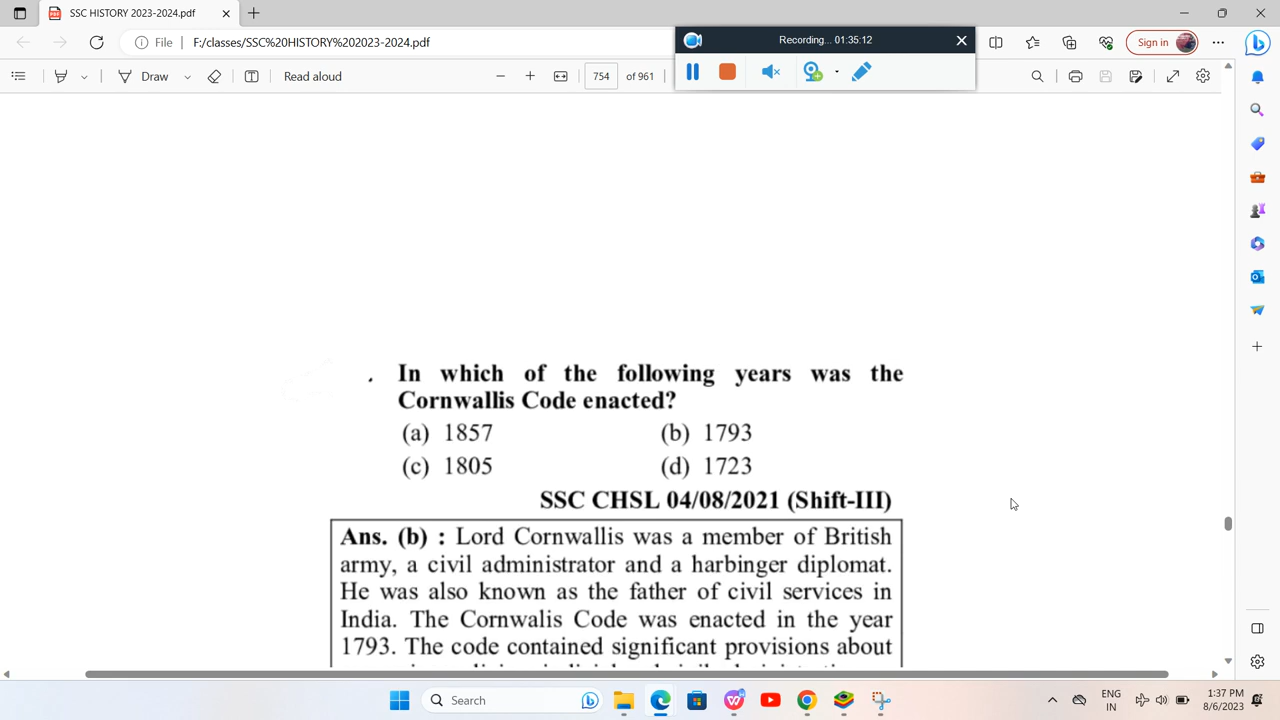 SSC HISTORY 2023-2024.pdf
File F:/classes/SSC%20HISTORY%202023-2024.pdf
Recording... 01:35:12
Sign in
Draw Read aloud 754 of 961
. In which of the following years was the
Cornwallis Code enacted?
(a) 1857 (b) 1793
(c) 1805 (d) 1723
SSC CHSL 04/08/2021 (Shift-III)
Ans. (b) : Lord Cornwallis was a member of British
army, a civil administrator and a harbinger diplomat.
He was also known as the father of civil services in
India. The Cornwalis Code was enacted in the year
1793. The code contained significant provisions about
Search
ENG
IN
1:37 PM
8/6/2023